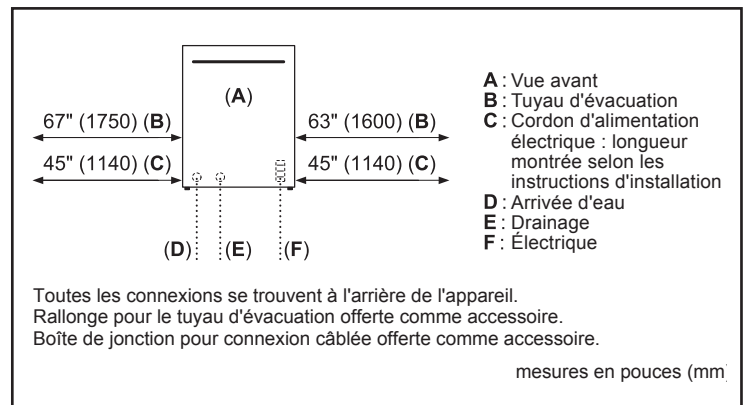 (A)
67" (1750) (B)
63" (1600) (B)
45" (1140) (C)
45" (1140) (C)
(D)
(E)
(F)
A : Vue avant
B : Tuyau d'évacuation
C : Cordon d'alimentation
électrique : longueur
montrée selon les
instructions d'installation
D : Arrivée d'eau
E : Drainage
F : Électrique
Toutes les connexions se trouvent à l'arrière de l'appareil.
Rallonge pour le tuyau d'évacuation offerte comme accessoire.
Boîte de jonction pour connexion câblée offerte comme accessoire.
mesures en pouces (mm)